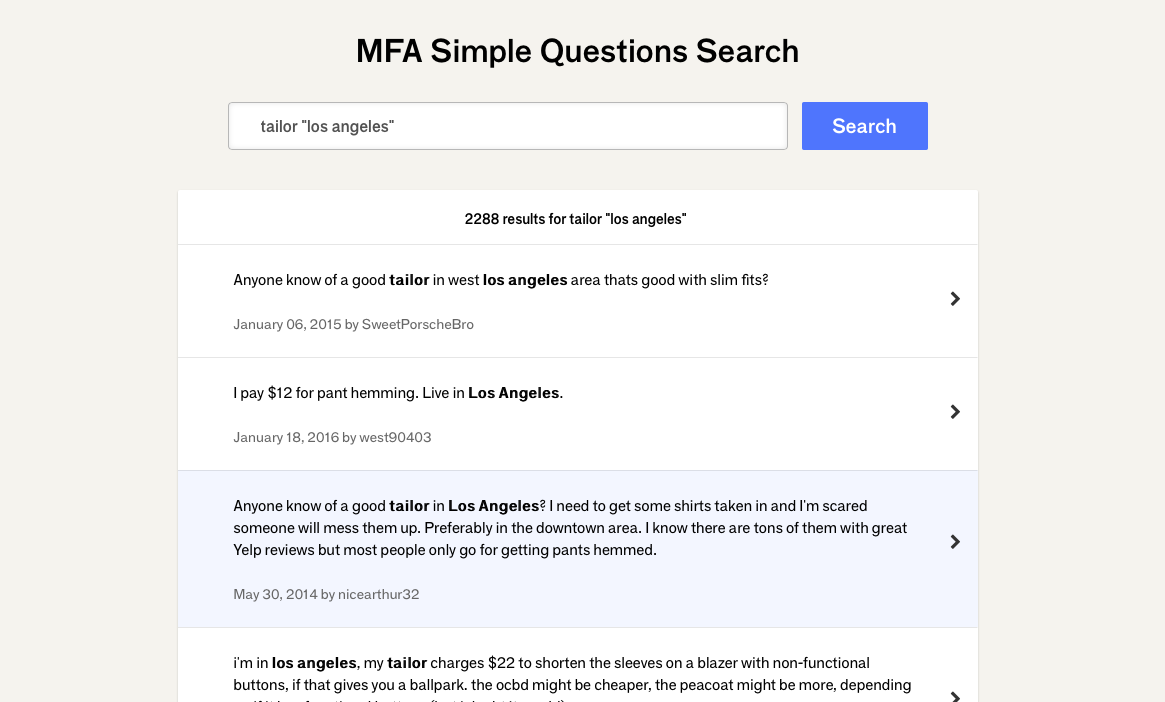 MFA Simple Questions Search
tailor "los angeles"
Search
2288 results for tailor "los angeles"
Anyone know of a good tailor in west los angeles area thats good with slim fits?
January 06, 2015 by SweetPorscheBro
I pay $12 for pant hemming. Live in Los Angeles.
January 18, 2016 by west90403
Anyone know of a good tailor in Los Angeles? I need to get some shirts taken in and I'm scared
someone will mess them up. Preferably in the downtown area. I know there are tons of them with great
Yelp reviews but most people only go for getting pants hemmed.
May 30, 2014 by nicearthur32
i'm in los angeles, my tailor charges $22 to shorten the sleeves on a blazer with non-functional
buttons, if that gives you a ballpark. the ocbd might be cheaper, the peacoat might be more, depending